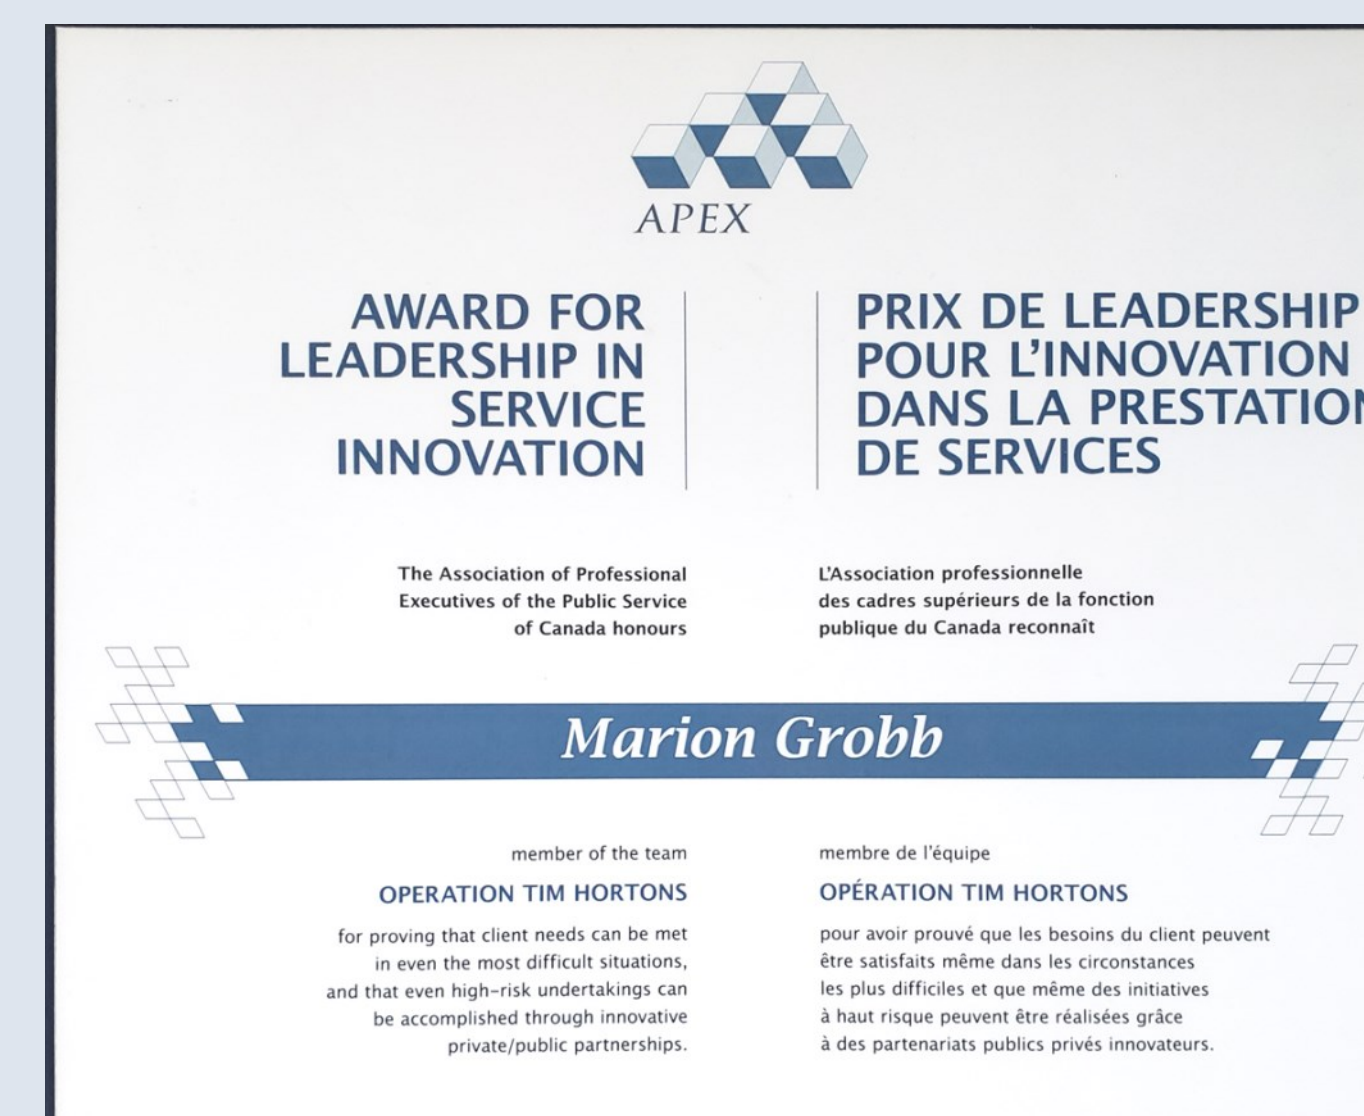 APEX
AWARD FOR
LEADERSHIP IN
SERVICE
INNOVATION
PRIX DE LEADERSHIP
POUR L'INNOVATION
DANS LA PRESTATION
DE SERVICES
The Association of Professional
Executives of the Public Service
of Canada honours
L'Association professionnelle
des cadres supérieurs de la fonction
publique du Canada reconnaît
Marion Grobb
member of the team
OPERATION TIM HORTONS
for proving that client needs can be met
in even the most difficult situations,
and that even high-risk undertakings can
be accomplished through innovative
private/public partnerships.
membre de l'équipe
OPÉRATION TIM HORTONS
pour avoir prouvé que les besoins du client peuvent
être satisfaits même dans les circonstances
les plus difficiles et que même des initiatives
à haut risque peuvent être réalisées grâce
à des partenariats publics privés innovateurs.